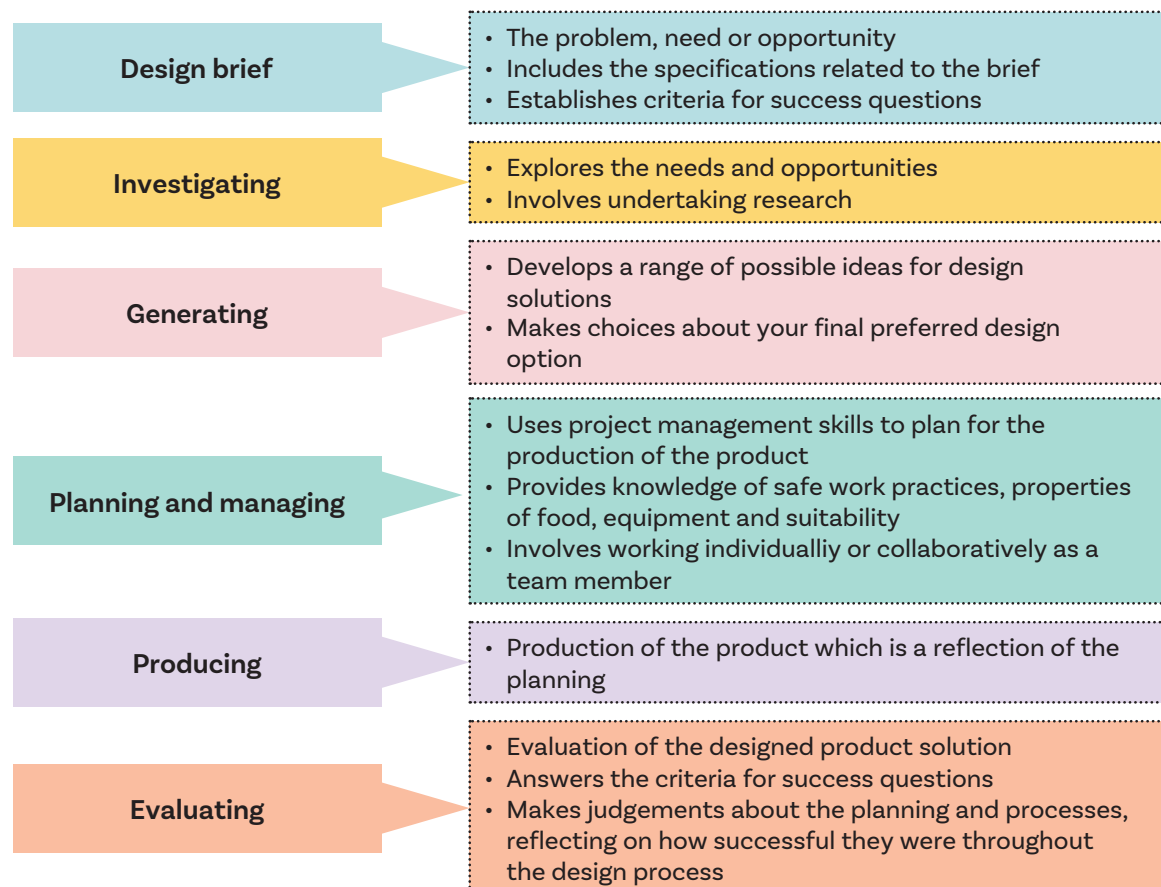 Design brief
• The problem, need or opportunity
• Includes the specifications related to the brief
• Establishes criteria for success questions
Investigating
• Explores the needs and opportunities
• Involves undertaking research
Generating
• Develops a range of possible ideas for design
solutions
• Makes choices about your final preferred design
option
Planning and managing
• Uses project management skills to plan for the
production of the product
• Provides knowledge of safe work practices, properties
of food, equipment and suitability
• Involves working individualliy or collaboratively as a
team member
Producing
• Production of the product which is a reflection of the
planning
Evaluating
• Evaluation of the designed product solution
• Answers the criteria for success questions
• Makes judgements about the planning and processes,
reflecting on how successful they were throughout
the design process